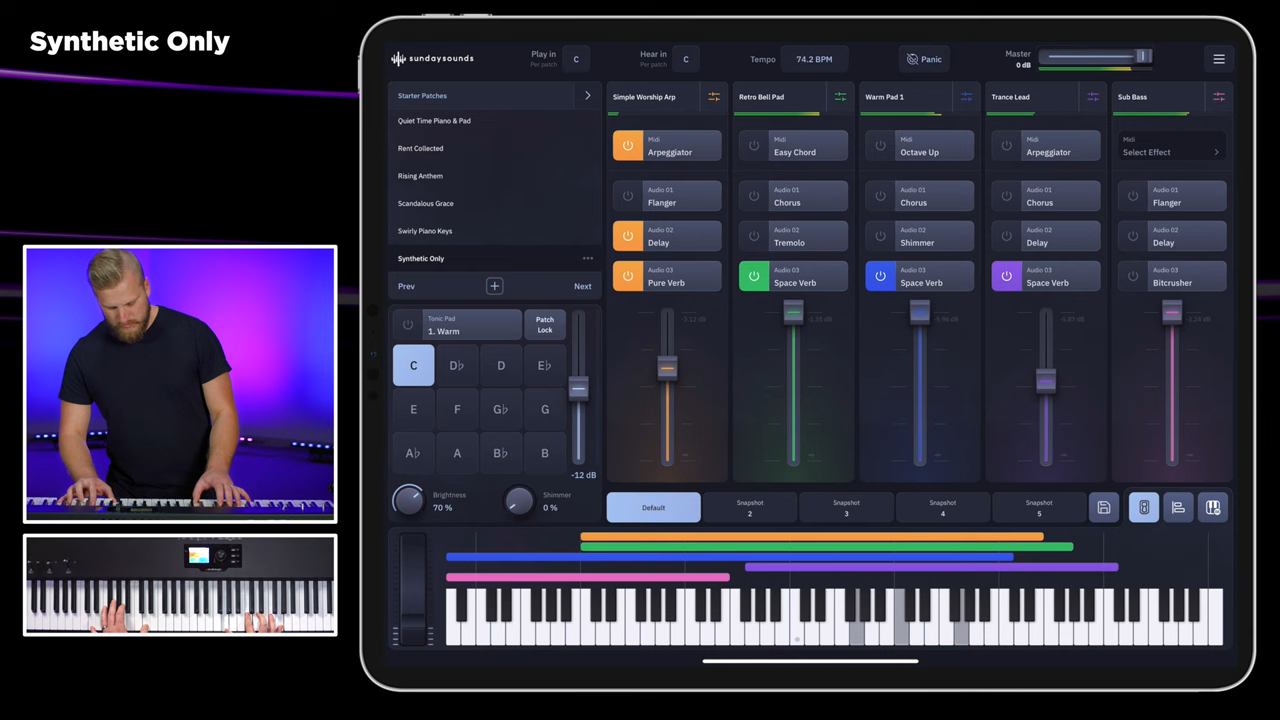 Synthetic Only
sundaysounds
Play in
Per patch
C
Hear in
Per patch
C
Tempo
74.2 BPM
Panic
Master
0 dB
Starter Patches
Quiet Time Piano & Pad
Rent Collected
Rising Anthem
Scandalous Grace
Swirly Piano Keys
Synthetic Only
Prev
Next
Tonic Pad
1. Warm
Patch
Lock
C
D♭
D
E♭
E
F
G♭
G
A♭
A
B♭
B
-12 dB
Brightness
70 %
Shimmer
0 %
Simple Worship Arp
Midi
Arpeggiator
Audio 01
Flanger
Audio 02
Delay
Audio 03
Pure Verb
-3.12 dB
Retro Bell Pad
Midi
Easy Chord
Audio 01
Chorus
Audio 02
Tremolo
Audio 03
Space Verb
Warm Pad 1
Midi
Octave Up
Audio 01
Chorus
Audio 02
Shimmer
Audio 03
Space Verb
Trance Lead
Midi
Arpeggiator
Audio 01
Chorus
Audio 02
Delay
Audio 03
Space Verb
Sub Bass
Midi
Select Effect
Audio 01
Flanger
Audio 02
Delay
Audio 03
Bitcrusher
Default
Snapshot
2
Snapshot
3
Snapshot
4
Snapshot
5